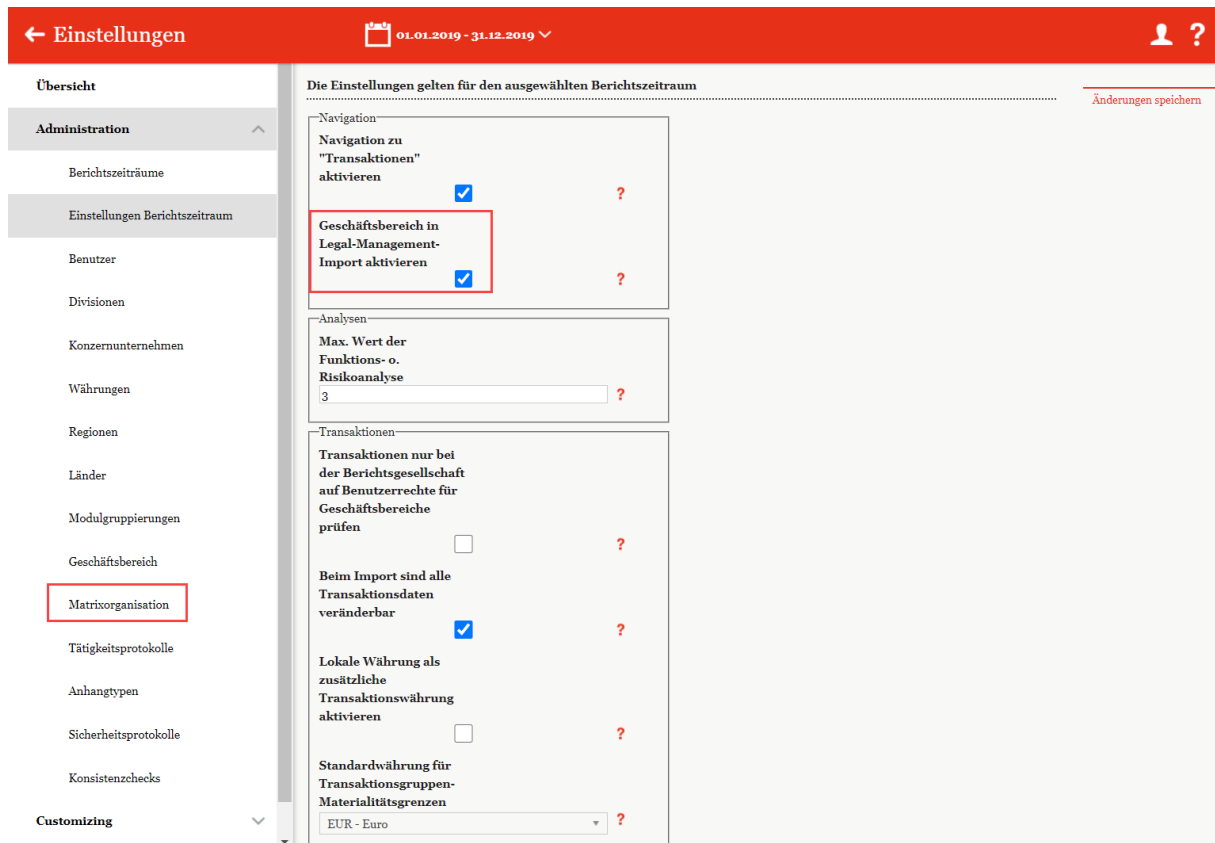 ← Einstellungen
01.01.2019 - 31.12.2019
?
Übersicht
Administration
Berichtszeiträume
Einstellungen Berichtszeitraum
Benutzer
Divisionen
Konzernunternehmen
Währungen
Regionen
Länder
Modulgruppierungen
Geschäftsbereich
Matrixorganisation
Tätigkeitsprotokolle
Anhangtypen
Sicherheitsprotokolle
Konsistenzchecks
Customizing
Die Einstellungen gelten für den ausgewählten Berichtszeitraum
Änderungen speichern
Navigation
Navigation zu
"Transaktionen"
aktivieren
?
Geschäftsbereich in
Legal-Management-
Import aktivieren
?
Analysen
Max. Wert der
Funktions- o.
Risikoanalyse
3 ?
Transaktionen
Transaktionen nur bei
der Berichtsgesellschaft
auf Benutzerrechte für
Geschäftsbereiche
prüfen
?
Beim Import sind alle
Transaktionsdaten
veränderbar
?
Lokale Währung als
zusätzliche
Transaktionswährung
aktivieren
?
Standardwährung für
Transaktionsgruppen-
Materialitätsgrenzen
EUR - Euro ?